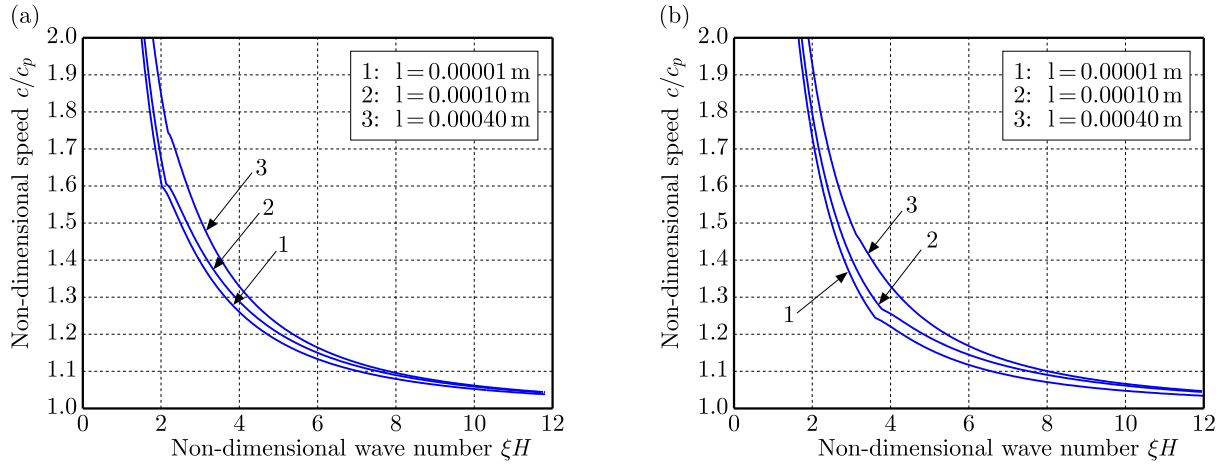 (a)
Non-dimensional speed c/cₚ
2.0
1.9
1.8
1.7
1.6
1.5
1.4
1.3
1.2
1.1
1.0
1: l = 0.00001 m
2: l = 0.00010 m
3: l = 0.00040 m
3
2
1
0 2 4 6 8 10 12
Non-dimensional wave number ξH
(b)
Non-dimensional speed c/cₚ
2.0
1.9
1.8
1.7
1.6
1.5
1.4
1.3
1.2
1.1
1.0
1: l = 0.00001 m
2: l = 0.00010 m
3: l = 0.00040 m
3
2
1
0 2 4 6 8 10 12
Non-dimensional wave number ξH